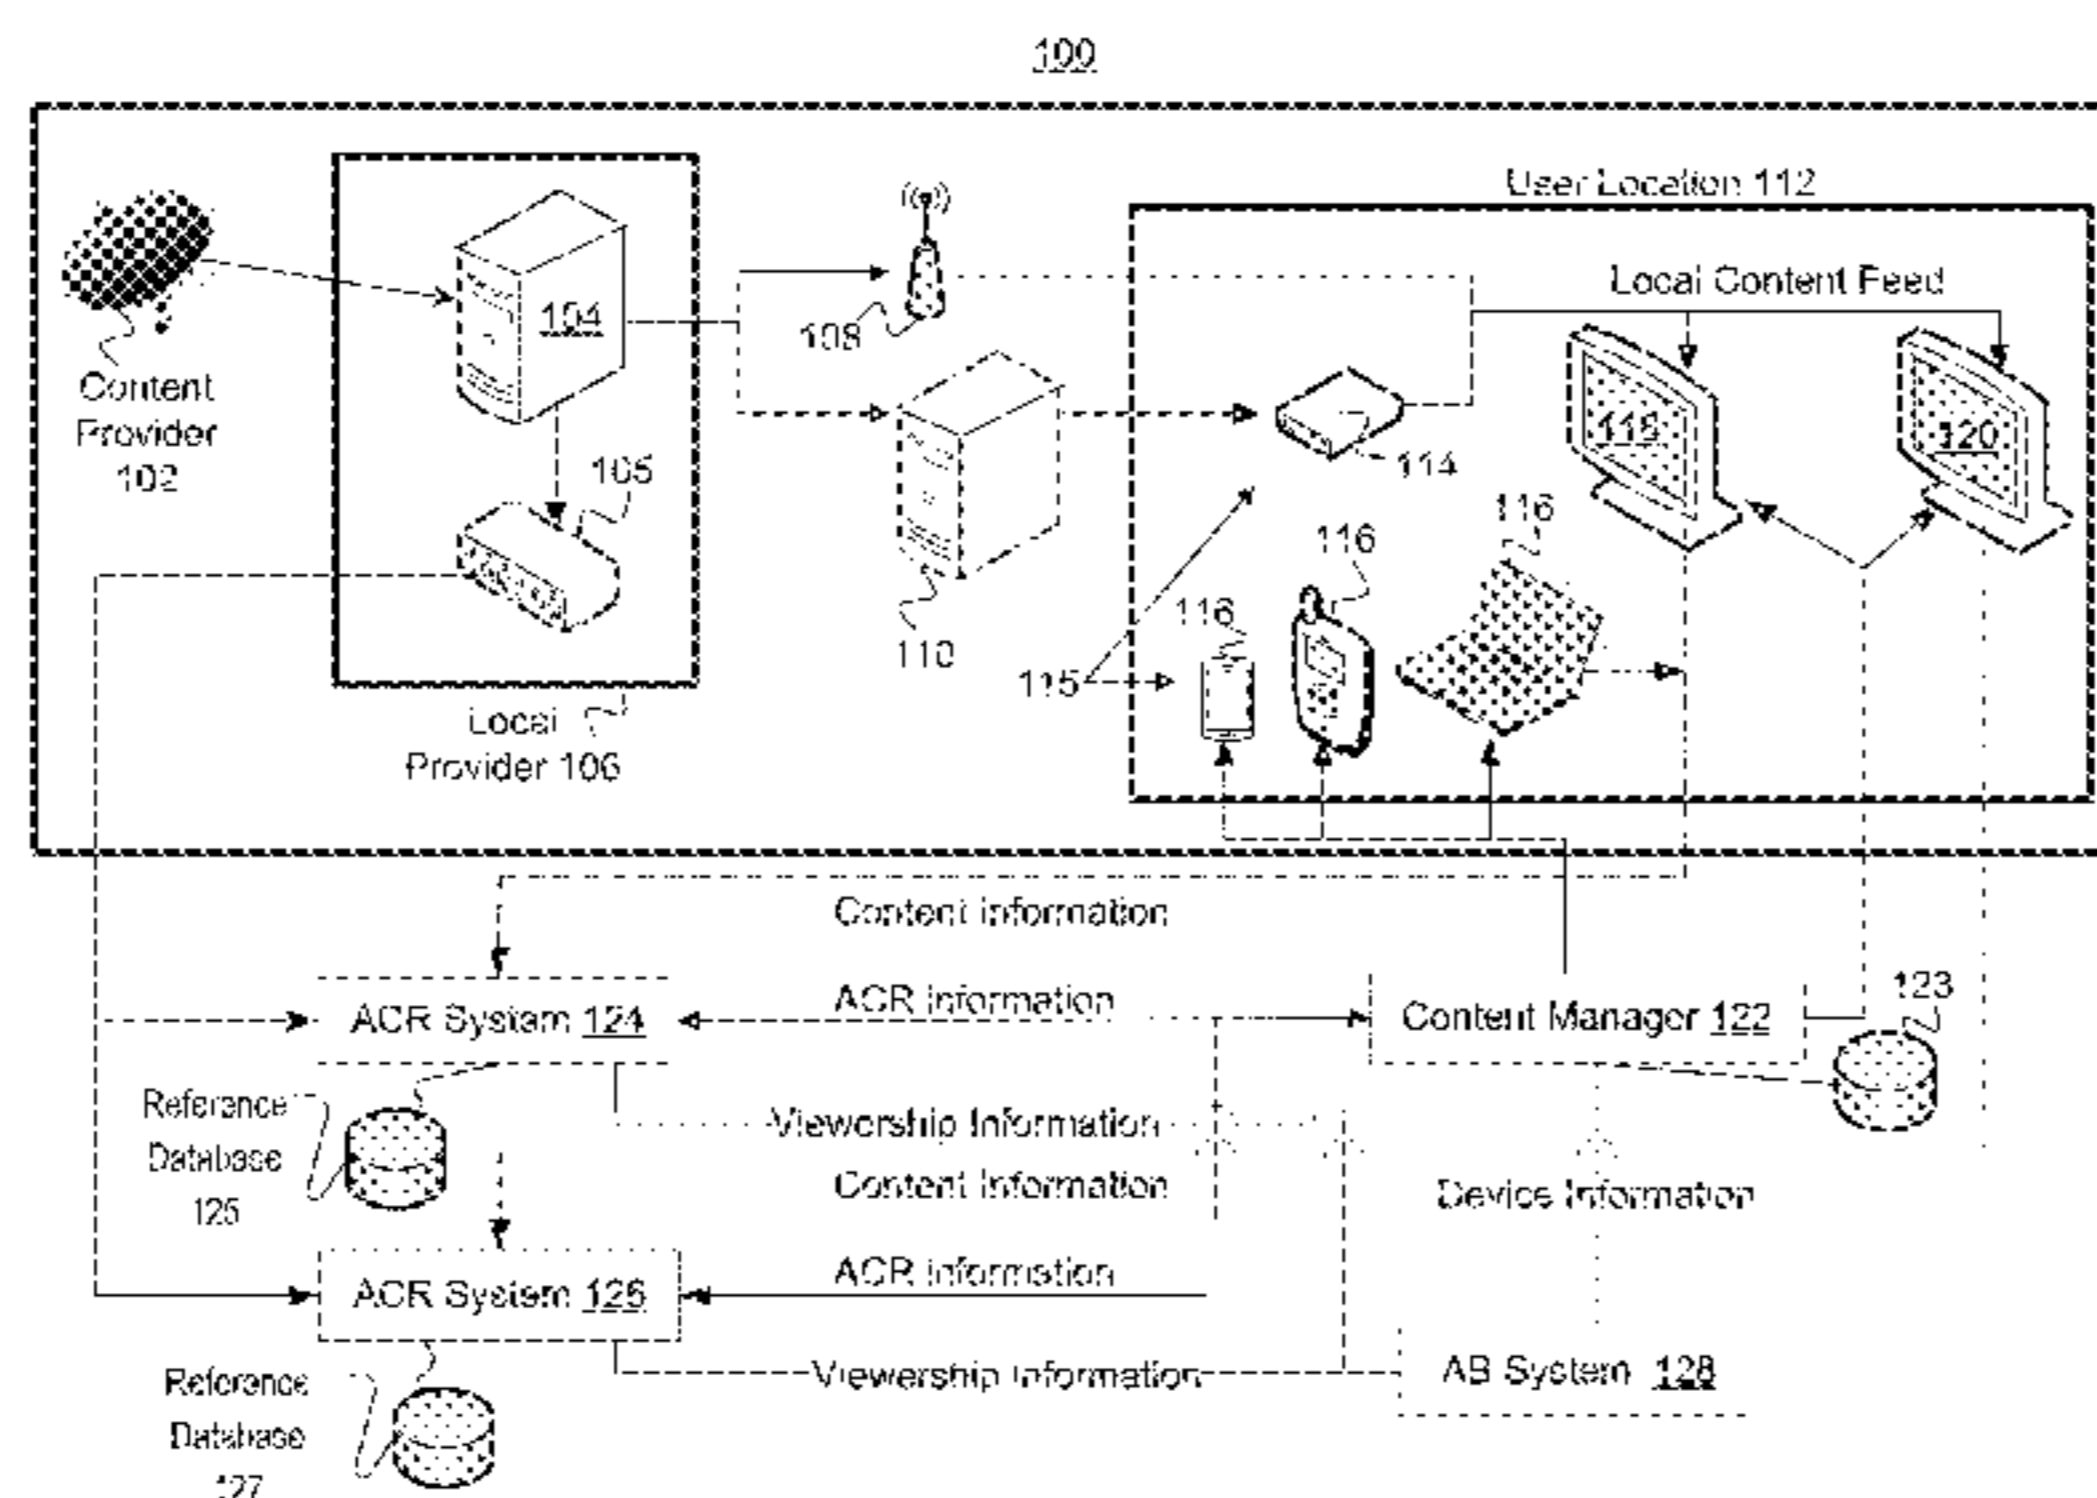 100
User Location 112
Local Content Feed
104
108
Content
Provider
102
105
114
118
120
116
116
116
110
115
Local
Provider 106
Content Information
ACR Information
ACR System 124
Content Manager 122
123
Reference
Database
125
Viewership Information
Content Information
Device Information
ACR Information
ACR System 126
Viewership Information
AB System 128
Reference
Database
127